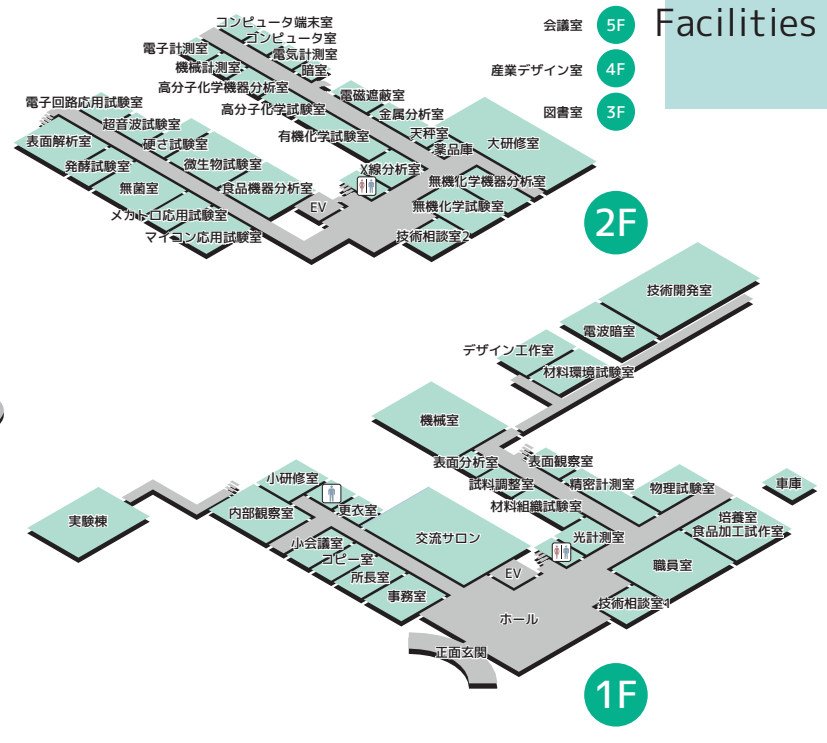 Facilities
会議室 5F
産業デザイン室 4F
図書室 3F
コンピュータ端末室
コンピュータ室
電子計測室
電気計測室
機械計測室
暗室
高分子化学機器分析室
電磁遮蔽室
電子回路応用試験室
高分子化学試験室
金属分析室
超音波試験室
天秤室
有機化学試験室
大研修室
表面解析室
硬さ試験室
薬品庫
発酵試験室
微生物試験室
X線分析室
無機化学機器分析室
無菌室
食品機器分析室
EV
無機化学試験室
メカトロ応用試験室
マイコン応用試験室
技術相談室2
2F
技術開発室
電波暗室
デザイン工作室
材料環境試験室
機械室
表面分析室
表面観察室
小研修室
試料調整室
精密計測室
物理試験室
車庫
材料組織試験室
内部観察室
更衣室
培養室
食品加工試作室
実験棟
交流サロン
光計測室
小会議室
コピー室
所長室
EV
職員室
事務室
技術相談室1
ホール
正面玄関
1F